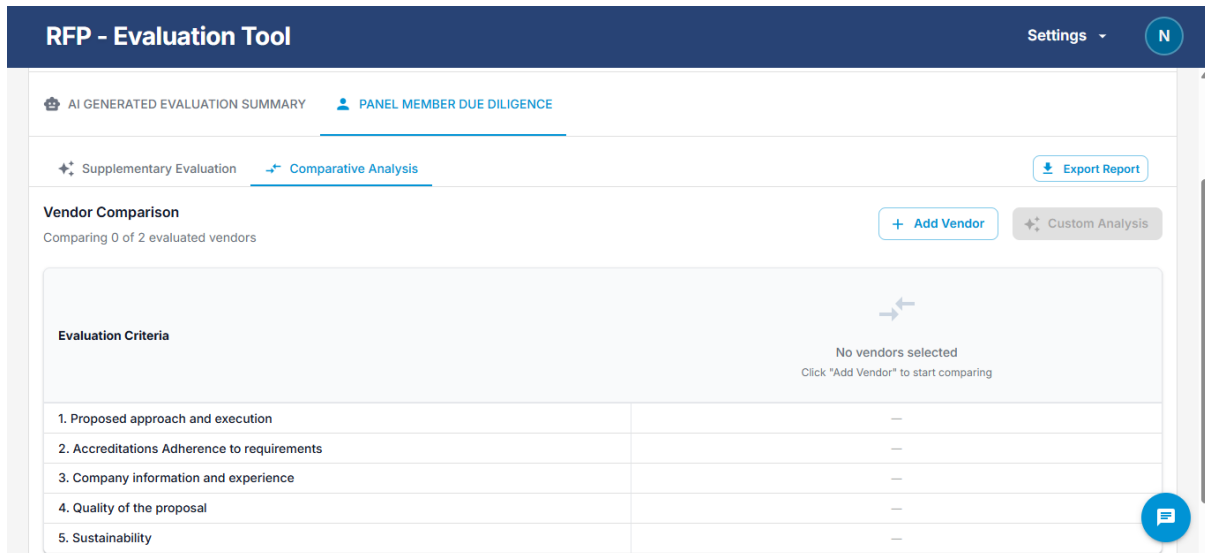 RFP - Evaluation Tool
Settings
N
AI GENERATED EVALUATION SUMMARY
PANEL MEMBER DUE DILIGENCE
Supplementary Evaluation
Comparative Analysis
Export Report
Vendor Comparison
Comparing 0 of 2 evaluated vendors
+ Add Vendor
Custom Analysis
Evaluation Criteria
No vendors selected
Click "Add Vendor" to start comparing
1. Proposed approach and execution
—
2. Accreditations Adherence to requirements
—
3. Company information and experience
—
4. Quality of the proposal
—
5. Sustainability
—